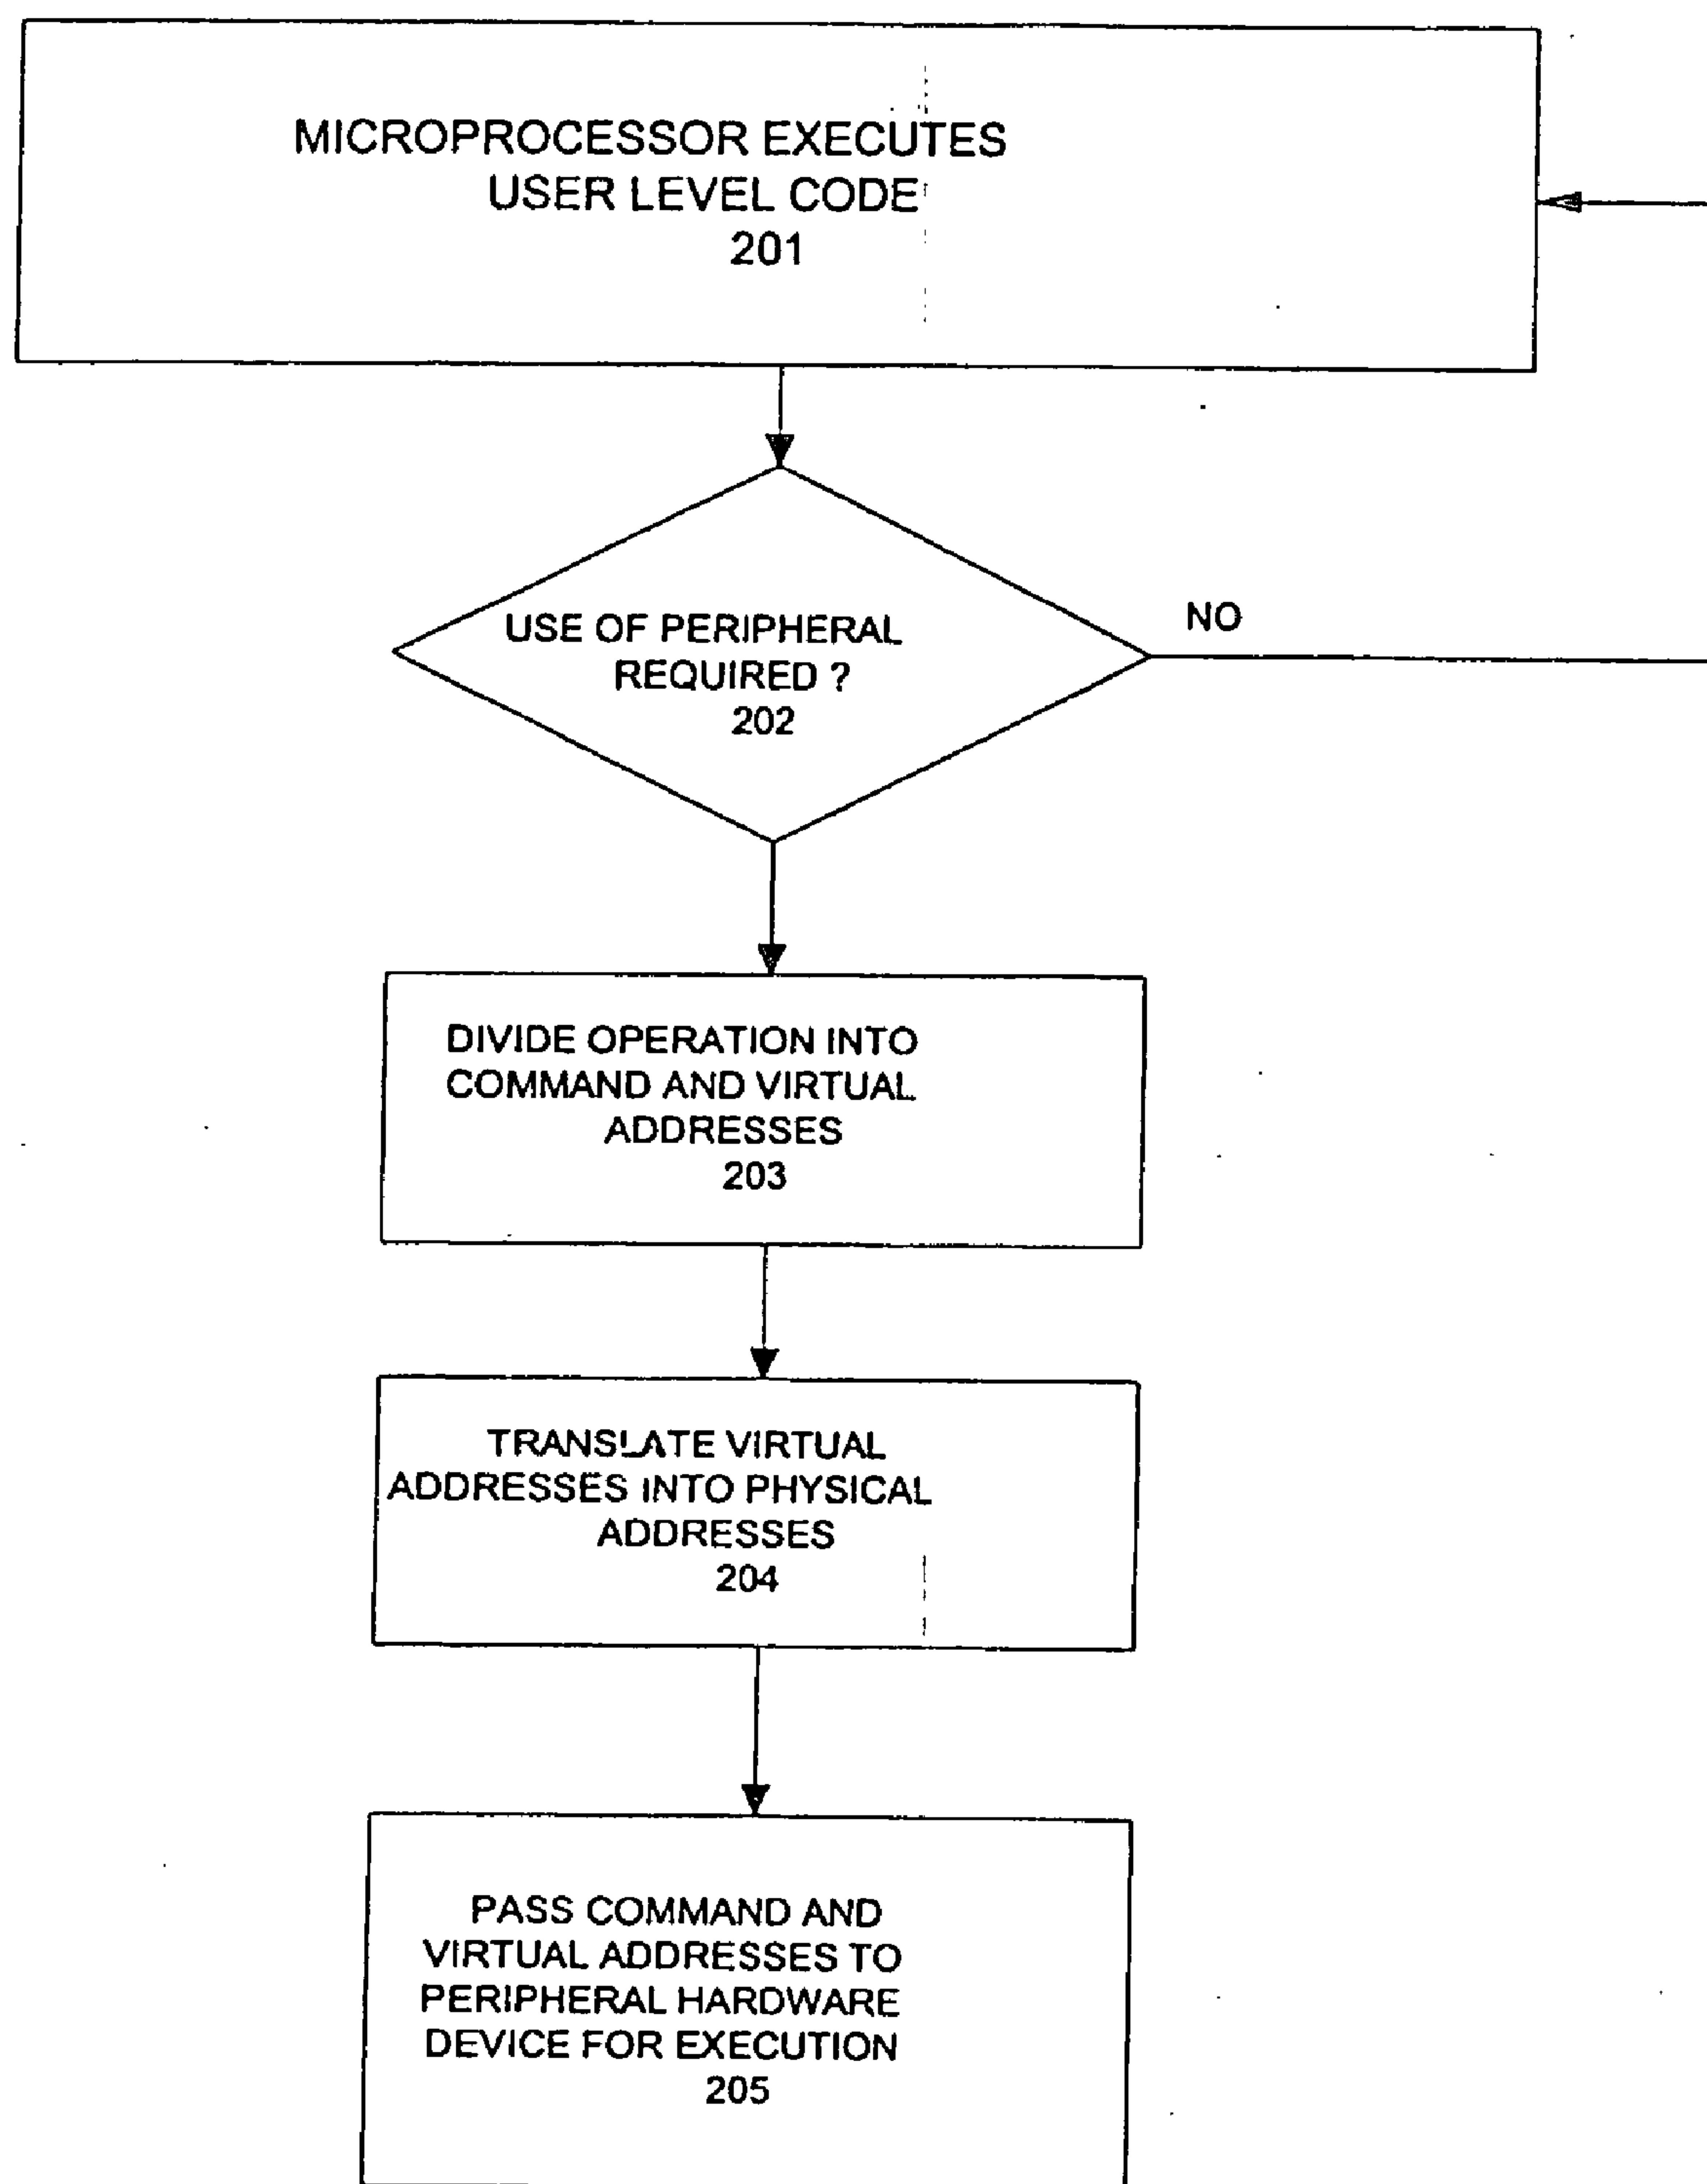 MICROPROCESSOR EXECUTES
USER LEVEL CODE
201
USE OF PERIPHERAL
REQUIRED ?
202
NO
DIVIDE OPERATION INTO
COMMAND AND VIRTUAL
ADDRESSES
203
TRANSLATE VIRTUAL
ADDRESSES INTO PHYSICAL
ADDRESSES
204
PASS COMMAND AND
VIRTUAL ADDRESSES TO
PERIPHERAL HARDWARE
DEVICE FOR EXECUTION
205